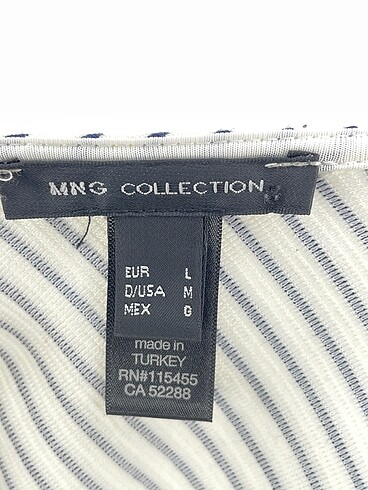 MNG COLLECTION
EUR L
D/USA M
MEX G
made in
TURKEY
RN#115455
CA 52288